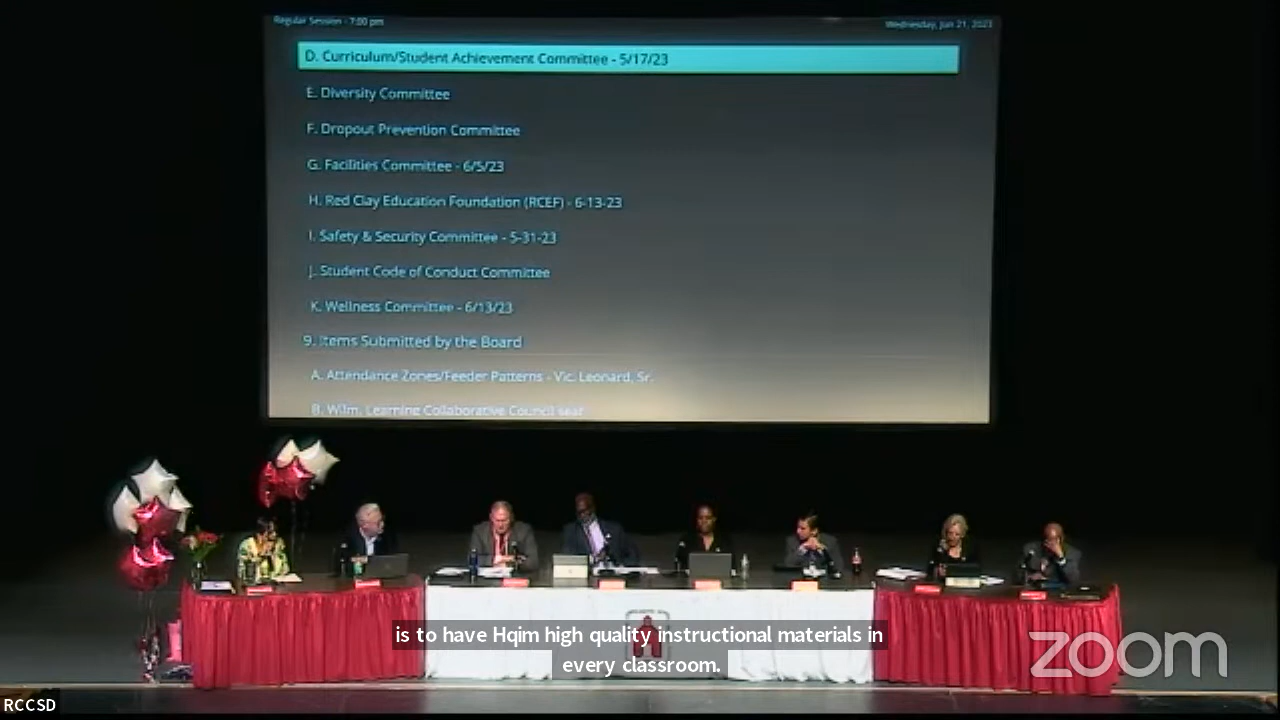 Regular Session - 7:00 pm
Wednesday, Jun 21, 2023
D. Curriculum/Student Achievement Committee - 5/17/23
E. Diversity Committee
F. Dropout Prevention Committee
G. Facilities Committee - 6/5/23
H. Red Clay Education Foundation (RCEF) - 6-13-23
I. Safety & Security Committee - 5-31-23
J. Student Code of Conduct Committee
K. Wellness Committee - 6/13/23
9. Items Submitted by the Board
A. Attendance Zones/Feeder Patterns - Vic. Leonard, Sr.
B. Wilm. Learning Collaborative Council seat
is to have Hqim high quality instructional materials in
every classroom.
zoom
RCCSD